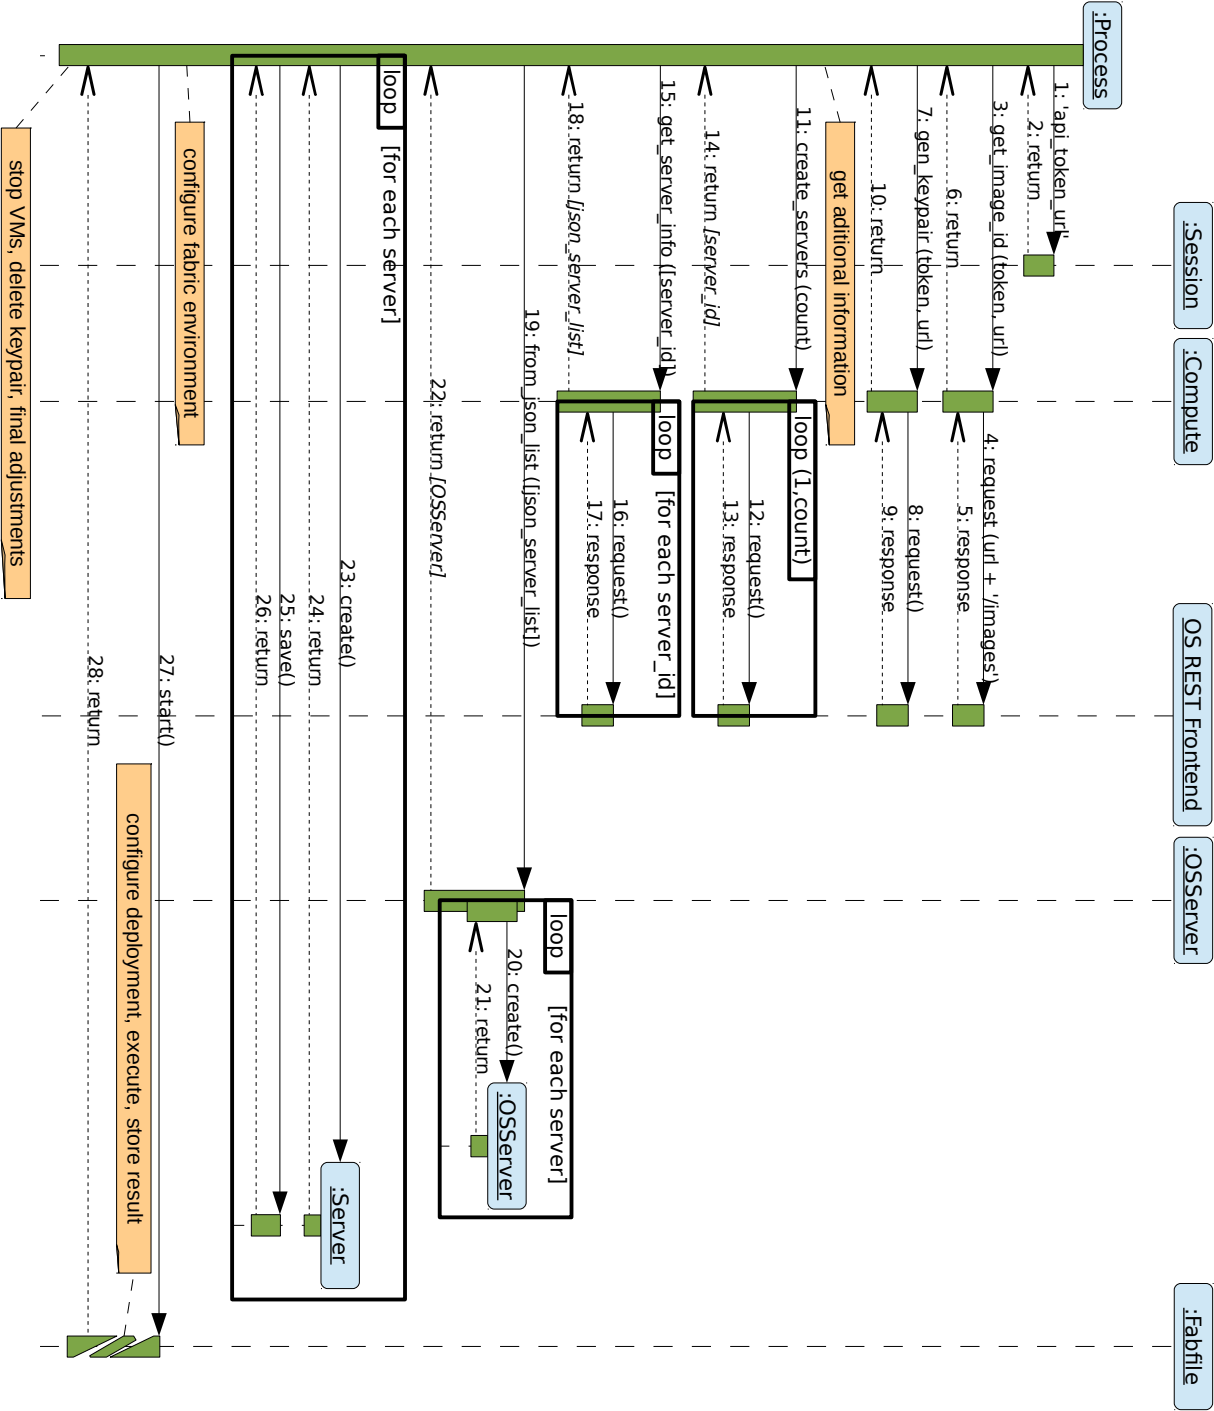 :Process
:Session
:Compute
OS REST Frontend
:OSServer
:Fabfile
1: 'api_token_url'
2: return
3: get_image_id (token, url)
4: request (url + '/images')
5: response
6: return
7: gen_keypair (token, url)
8: request()
9: response
10: return
get aditional information
11: create_servers (count)
loop (1,count)
12: request()
13: response
14: return [server_id]
15: get_server_info ([server_id])
loop
[for each server_id]
16: request()
17: response
18: return [json_server_list]
19: from_json_list ([json_server_list])
loop
[for each server]
20: create()
:OSServer
21: return
22: return [OSServer]
loop
[for each server]
23: create()
:Server
24: return
25: save()
26: return
configure fabric environment
27: start()
configure deployment, execute, store result
28: return
stop VMs, delete keypair, final adjustments